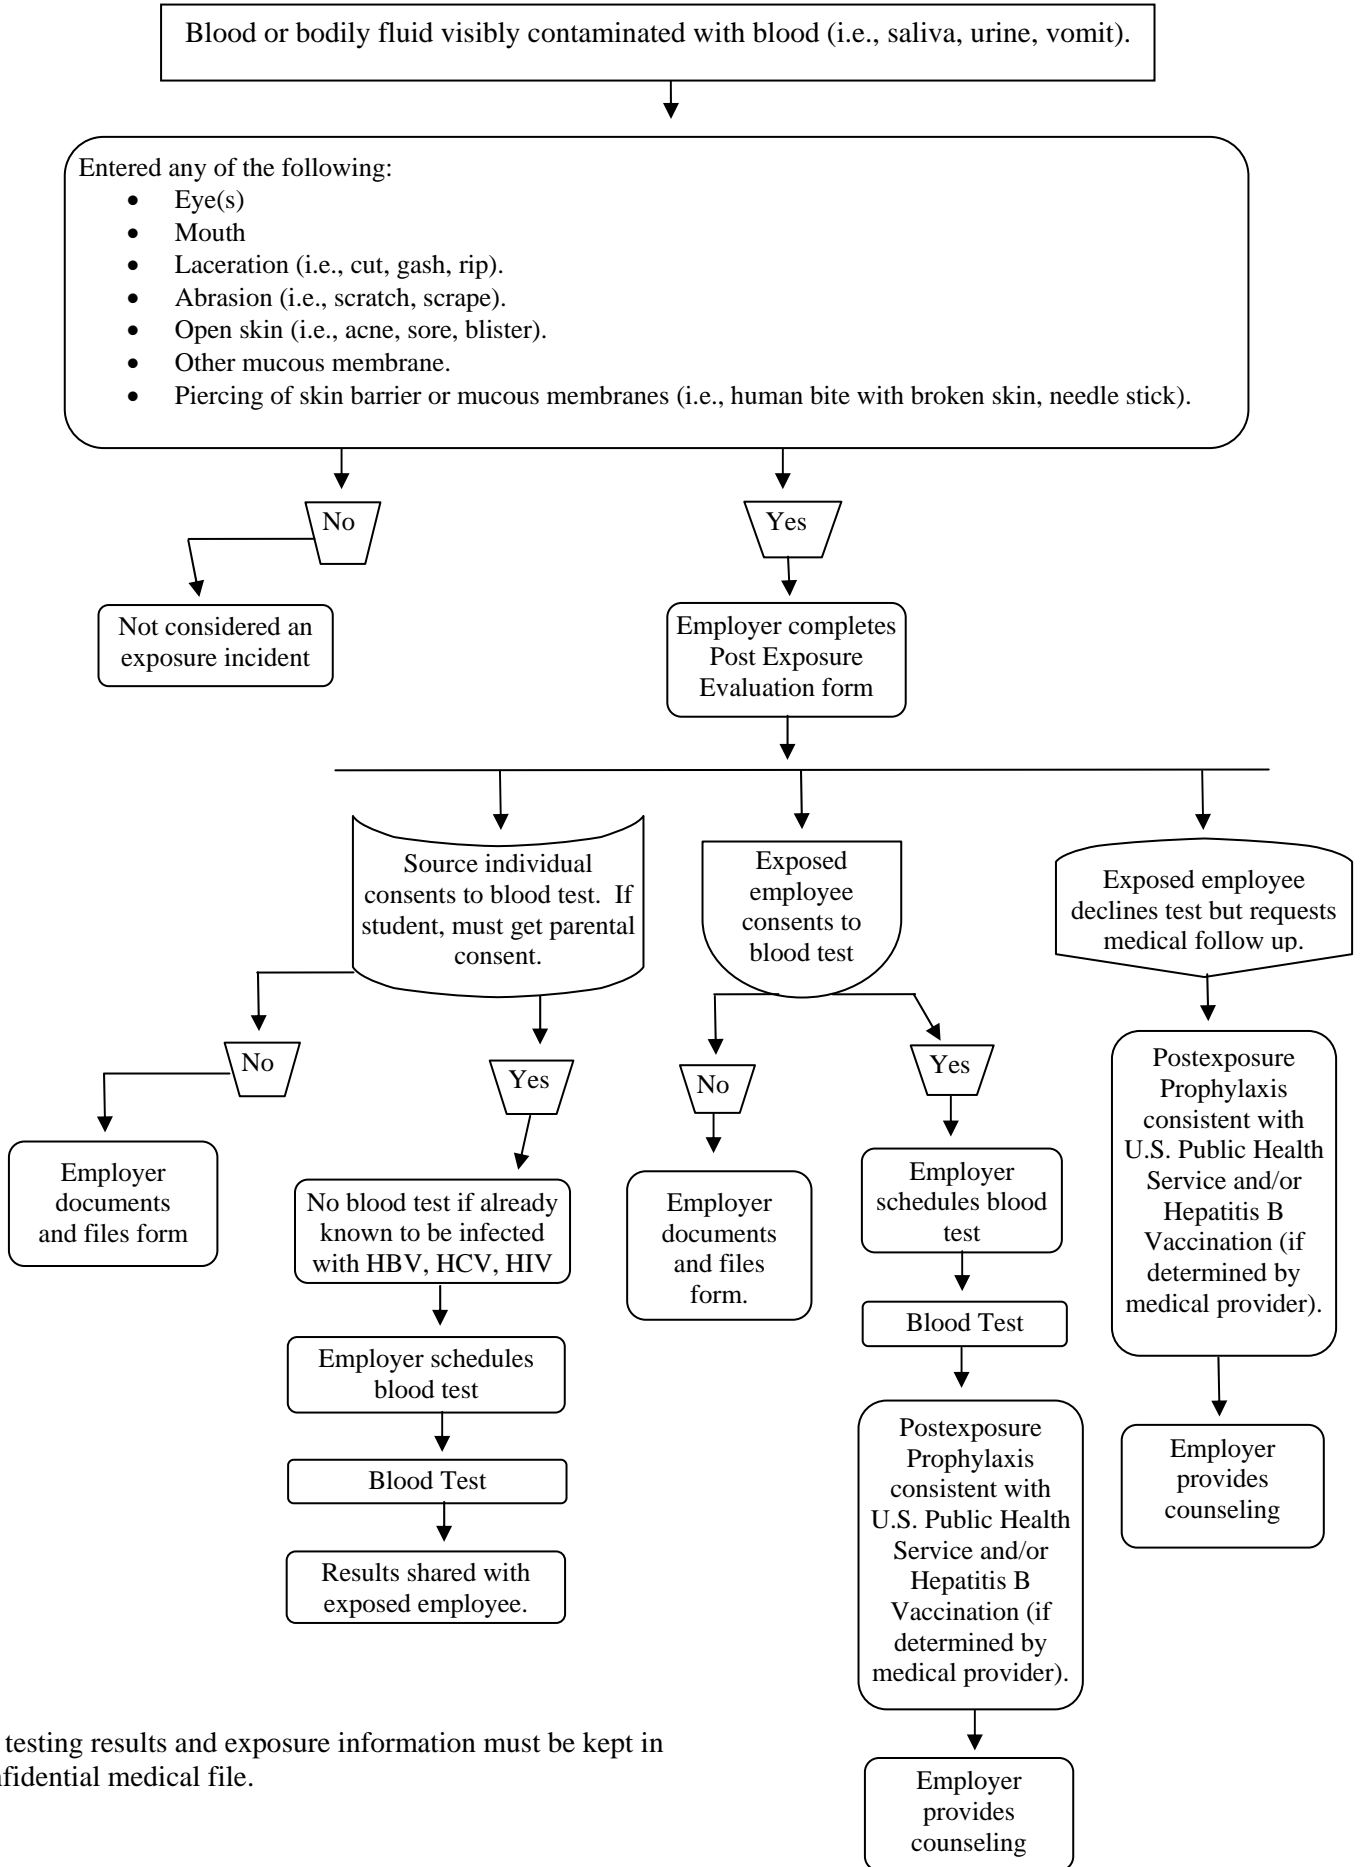 Blood or bodily fluid visibly contaminated with blood (i.e., saliva, urine, vomit).
Entered any of the following:
• Eye(s)
• Mouth
• Laceration (i.e., cut, gash, rip).
• Abrasion (i.e., scratch, scrape).
• Open skin (i.e., acne, sore, blister).
• Other mucous membrane.
• Piercing of skin barrier or mucous membranes (i.e., human bite with broken skin, needle stick).
No
Yes
Not considered an
exposure incident
Employer completes
Post Exposure
Evaluation form
Source individual
consents to blood test. If
student, must get parental
consent.
Exposed
employee
consents to
blood test
Exposed employee
declines test but requests
medical follow up.
No
Yes
No
Yes
Employer
documents
and files form
No blood test if already
known to be infected
with HBV, HCV, HIV
Employer schedules
blood test
Blood Test
Results shared with
exposed employee.
Employer
documents
and files
form.
Employer
schedules blood
test
Blood Test
Postexposure
Prophylaxis
consistent with
U.S. Public Health
Service and/or
Hepatitis B
Vaccination (if
determined by
medical provider).
Employer
provides
counseling
Postexposure
Prophylaxis
consistent with
U.S. Public Health
Service and/or
Hepatitis B
Vaccination (if
determined by
medical provider).
Employer
provides
counseling
testing results and exposure information must be kept in
nfidential medical file.